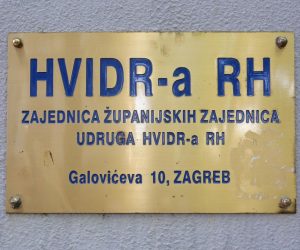 HVIDR-a RH
ZAJEDNICA ŽUPANIJSKIH ZAJEDNICA
UDRUGA HVIDR-a RH
Galovićeva 10, ZAGREB